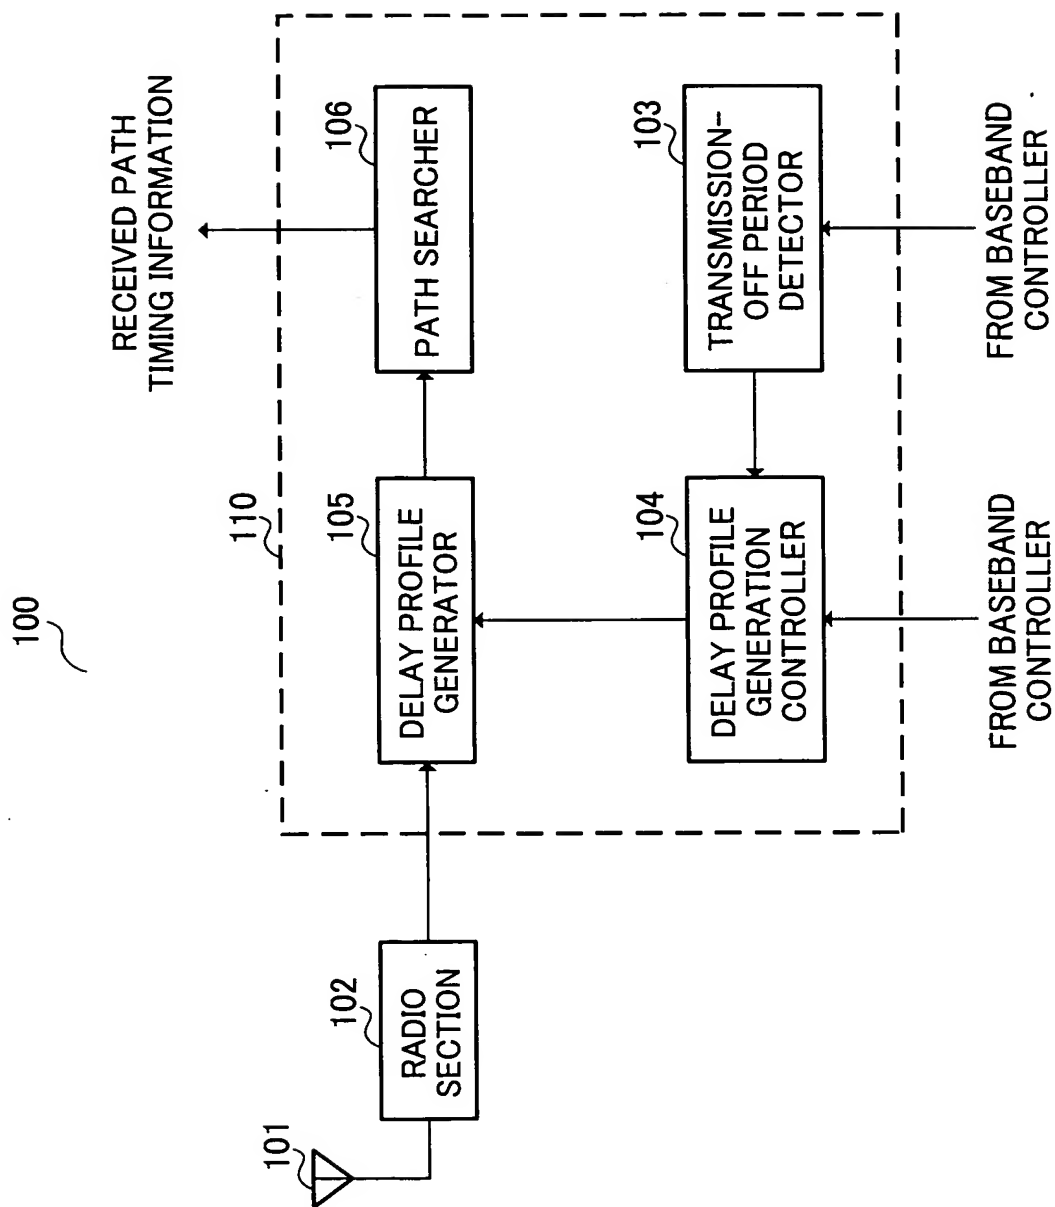 100
110
RECEIVED PATH
TIMING INFORMATION
101
102
RADIO
SECTION
105
DELAY PROFILE
GENERATOR
106
PATH SEARCHER
104
DELAY PROFILE
GENERATION
CONTROLLER
103
TRANSMISSION-
OFF PERIOD
DETECTOR
FROM BASEBAND
CONTROLLER
FROM BASEBAND
CONTROLLER